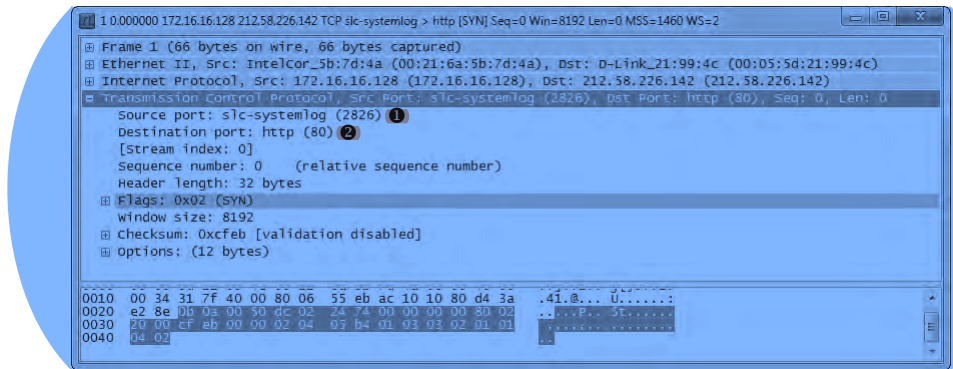 1 0.000000 172.16.16.128 212.58.226.142 TCP slc-systemlog > http [SYN] Seq=0 Win=8192 Len=0 MSS=1460 WS=2
Frame 1 (66 bytes on wire, 66 bytes captured)
Ethernet II, Src: IntelCor_5b:7d:4a (00:21:6a:5b:7d:4a), Dst: D-Link_21:99:4c (00:05:5d:21:99:4c)
Internet Protocol, Src: 172.16.16.128 (172.16.16.128), Dst: 212.58.226.142 (212.58.226.142)
Transmission Control Protocol, Src Port: slc-systemlog (2826), Dst Port: http (80), Seq: 0, Len: 0
Source port: slc-systemlog (2826) 1
Destination port: http (80) 2
[Stream index: 0]
Sequence number: 0 (relative sequence number)
Header length: 32 bytes
Flags: 0x02 (SYN)
Window size: 8192
Checksum: 0xcfeb [validation disabled]
Options: (12 bytes)
0010 00 34 31 7f 40 00 80 06 55 eb ac 10 10 80 d4 3a .41.@... U......:
0020 e2 8e 0b 0a 00 50 dc 02 24 74 00 00 00 00 80 02 .....P.. $t......
0030 20 00 cf eb 00 00 02 04 05 b4 01 03 03 02 01 01 ........ ........
0040 04 02 ..